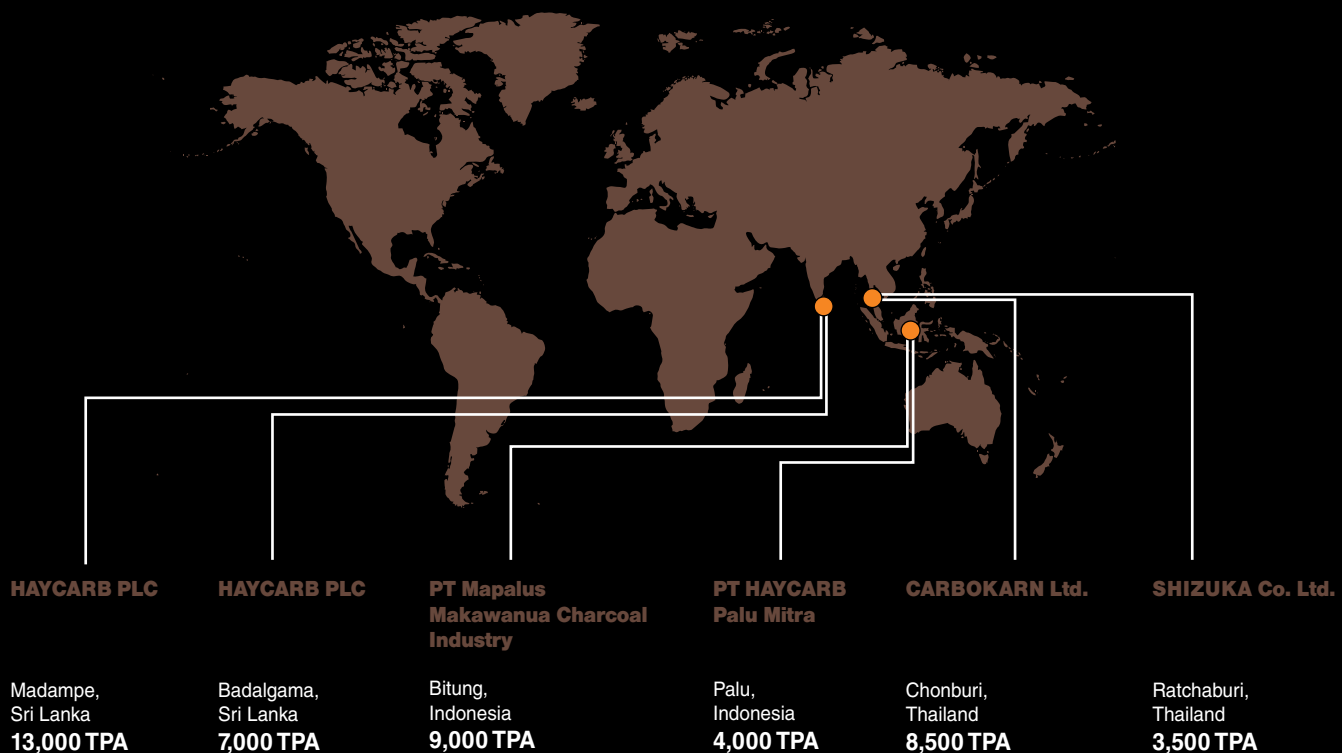 HAYCARB PLC
Madampe,
Sri Lanka
13,000 TPA
HAYCARB PLC
Badalgama,
Sri Lanka
7,000 TPA
PT Mapalus
Makawanua Charcoal
Industry
Bitung,
Indonesia
9,000 TPA
PT HAYCARB
Palu Mitra
Palu,
Indonesia
4,000 TPA
CARBOKARN Ltd.
Chonburi,
Thailand
8,500 TPA
SHIZUKA Co. Ltd.
Ratchaburi,
Thailand
3,500 TPA